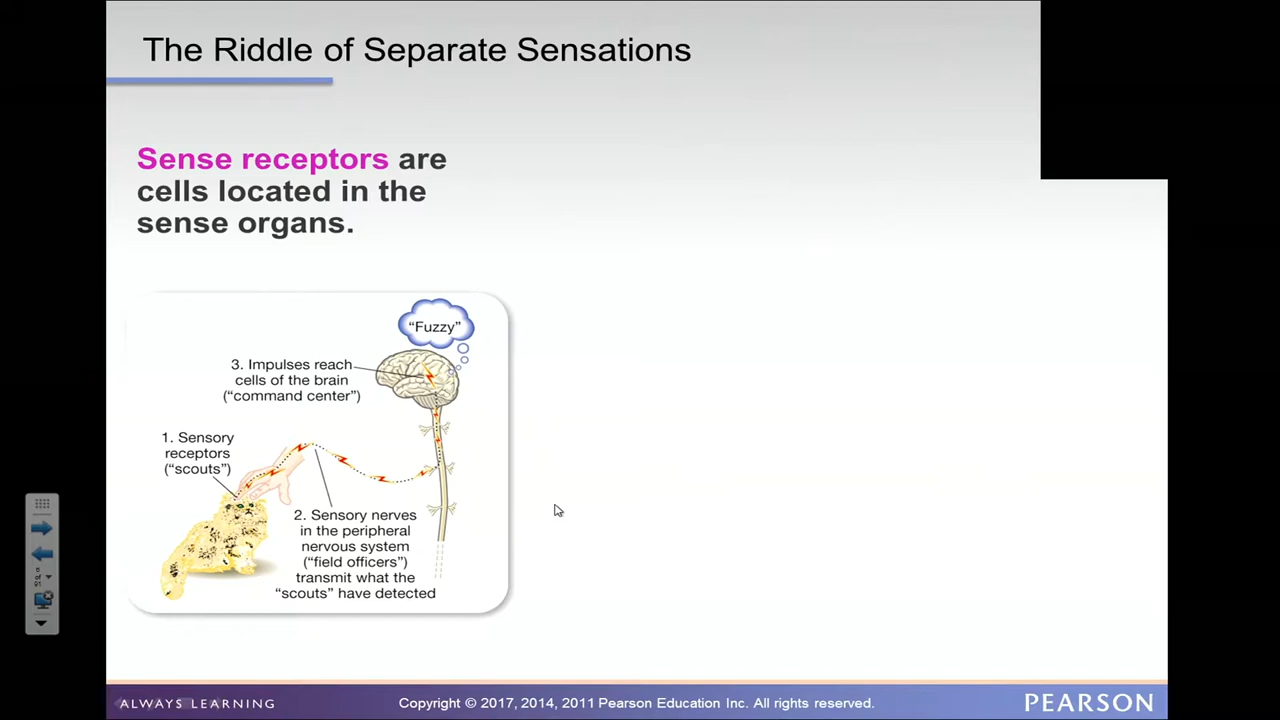 The Riddle of Separate Sensations
Sense receptors are
cells located in the
sense organs.
“Fuzzy”
3. Impulses reach
cells of the brain
(“command center”)
1. Sensory
receptors
(“scouts”)
2. Sensory nerves
in the peripheral
nervous system
(“field officers”)
transmit what the
“scouts” have detected
of
91
ALWAYS LEARNING
Copyright © 2017, 2014, 2011 Pearson Education Inc. All rights reserved.
PEARSON